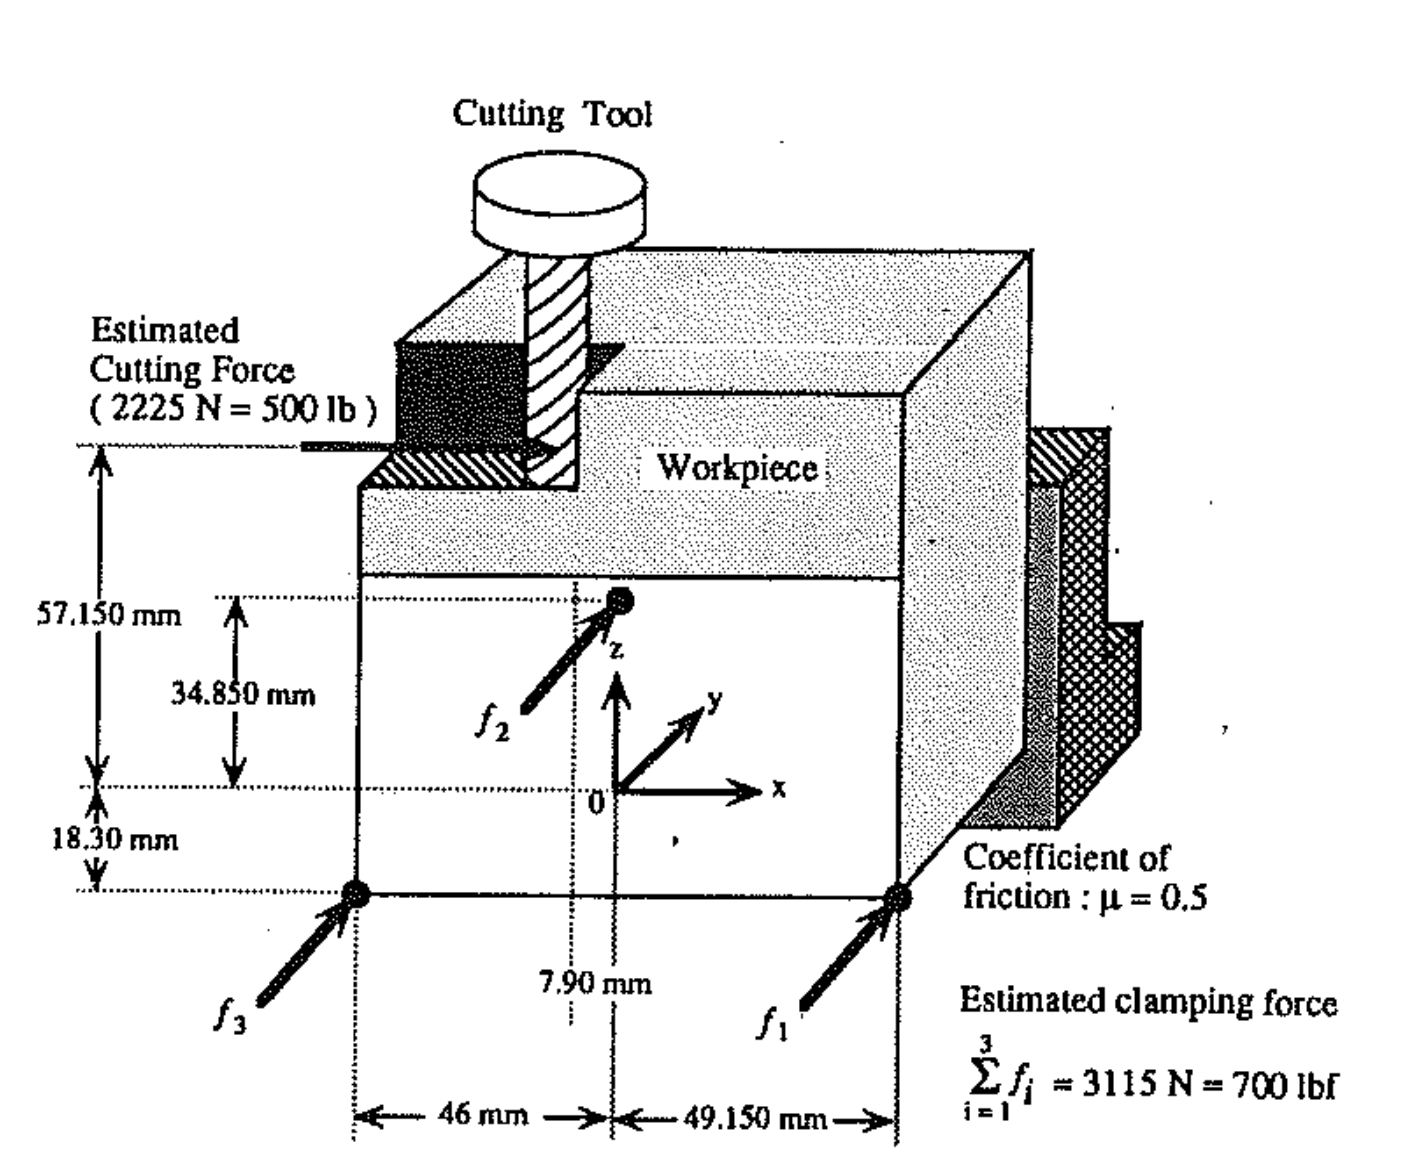 Cutting Tool
Estimated
Cutting Force
( 2225 N = 500 lb )
Workpiece
57.150 mm
34.850 mm
18.30 mm
f2
z
y
x
0
f3
f1
7.90 mm
46 mm
49.150 mm
Coefficient of
friction : μ = 0.5
Estimated clamping force
3
Σ fi = 3115 N = 700 lbf
i = 1